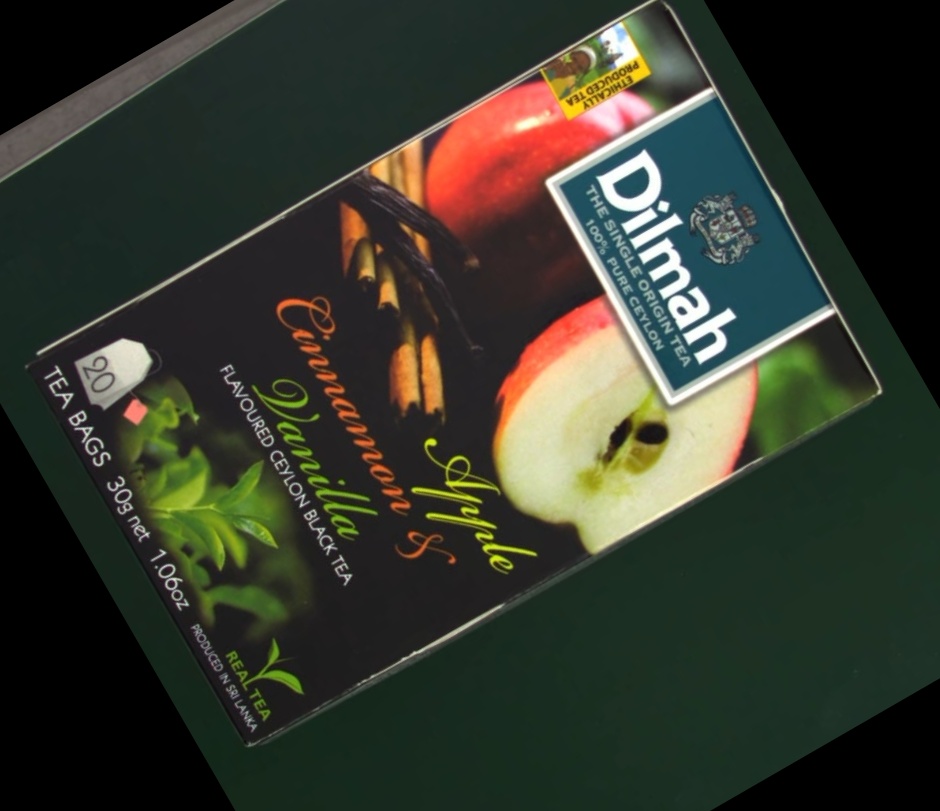 ETHICALLY
PRODUCED TEA
Dilmah
THE SINGLE ORIGIN TEA
100% PURE CEYLON
Apple
Cinnamon &
Vanilla
FLAVOURED CEYLON BLACK TEA
20
TEA BAGS 30g net 1.06oz
REAL TEA
PRODUCED IN SRI LANKA